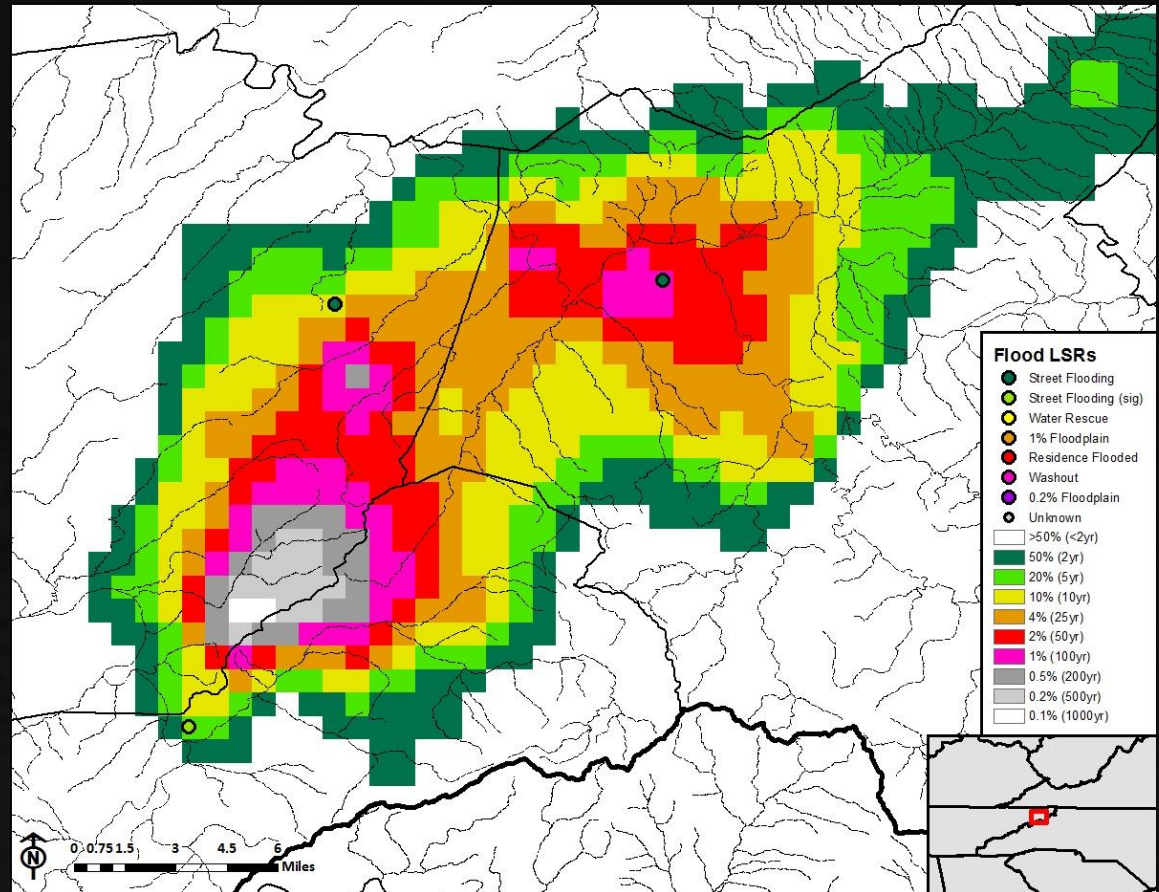 Flood LSRs
Street Flooding
Street Flooding (sig)
Water Rescue
1% Floodplain
Residence Flooded
Washout
0.2% Floodplain
Unknown
>50% (<2yr)
50% (2yr)
20% (5yr)
10% (10yr)
4% (25yr)
2% (50yr)
1% (100yr)
0.5% (200yr)
0.2% (500yr)
0.1% (1000yr)
N
0 0.75 1.5 3 4.5 6
Miles